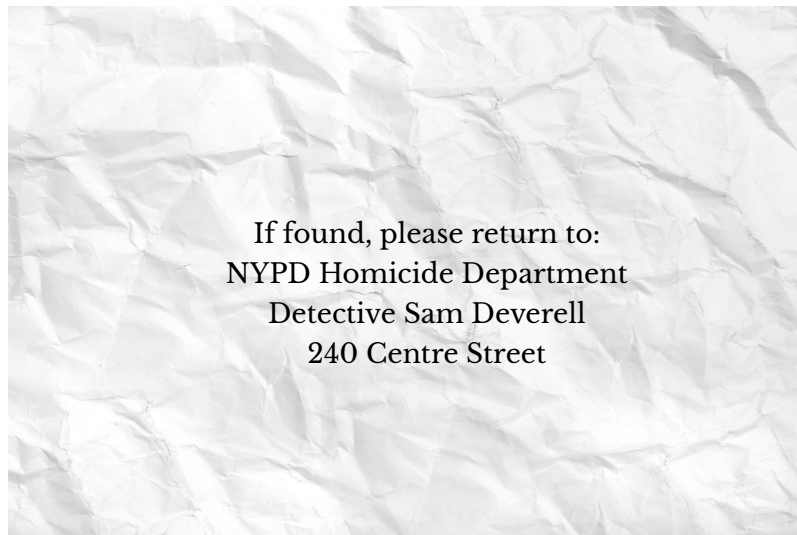 If found, please return to:
NYPD Homicide Department
Detective Sam Deverell
240 Centre Street